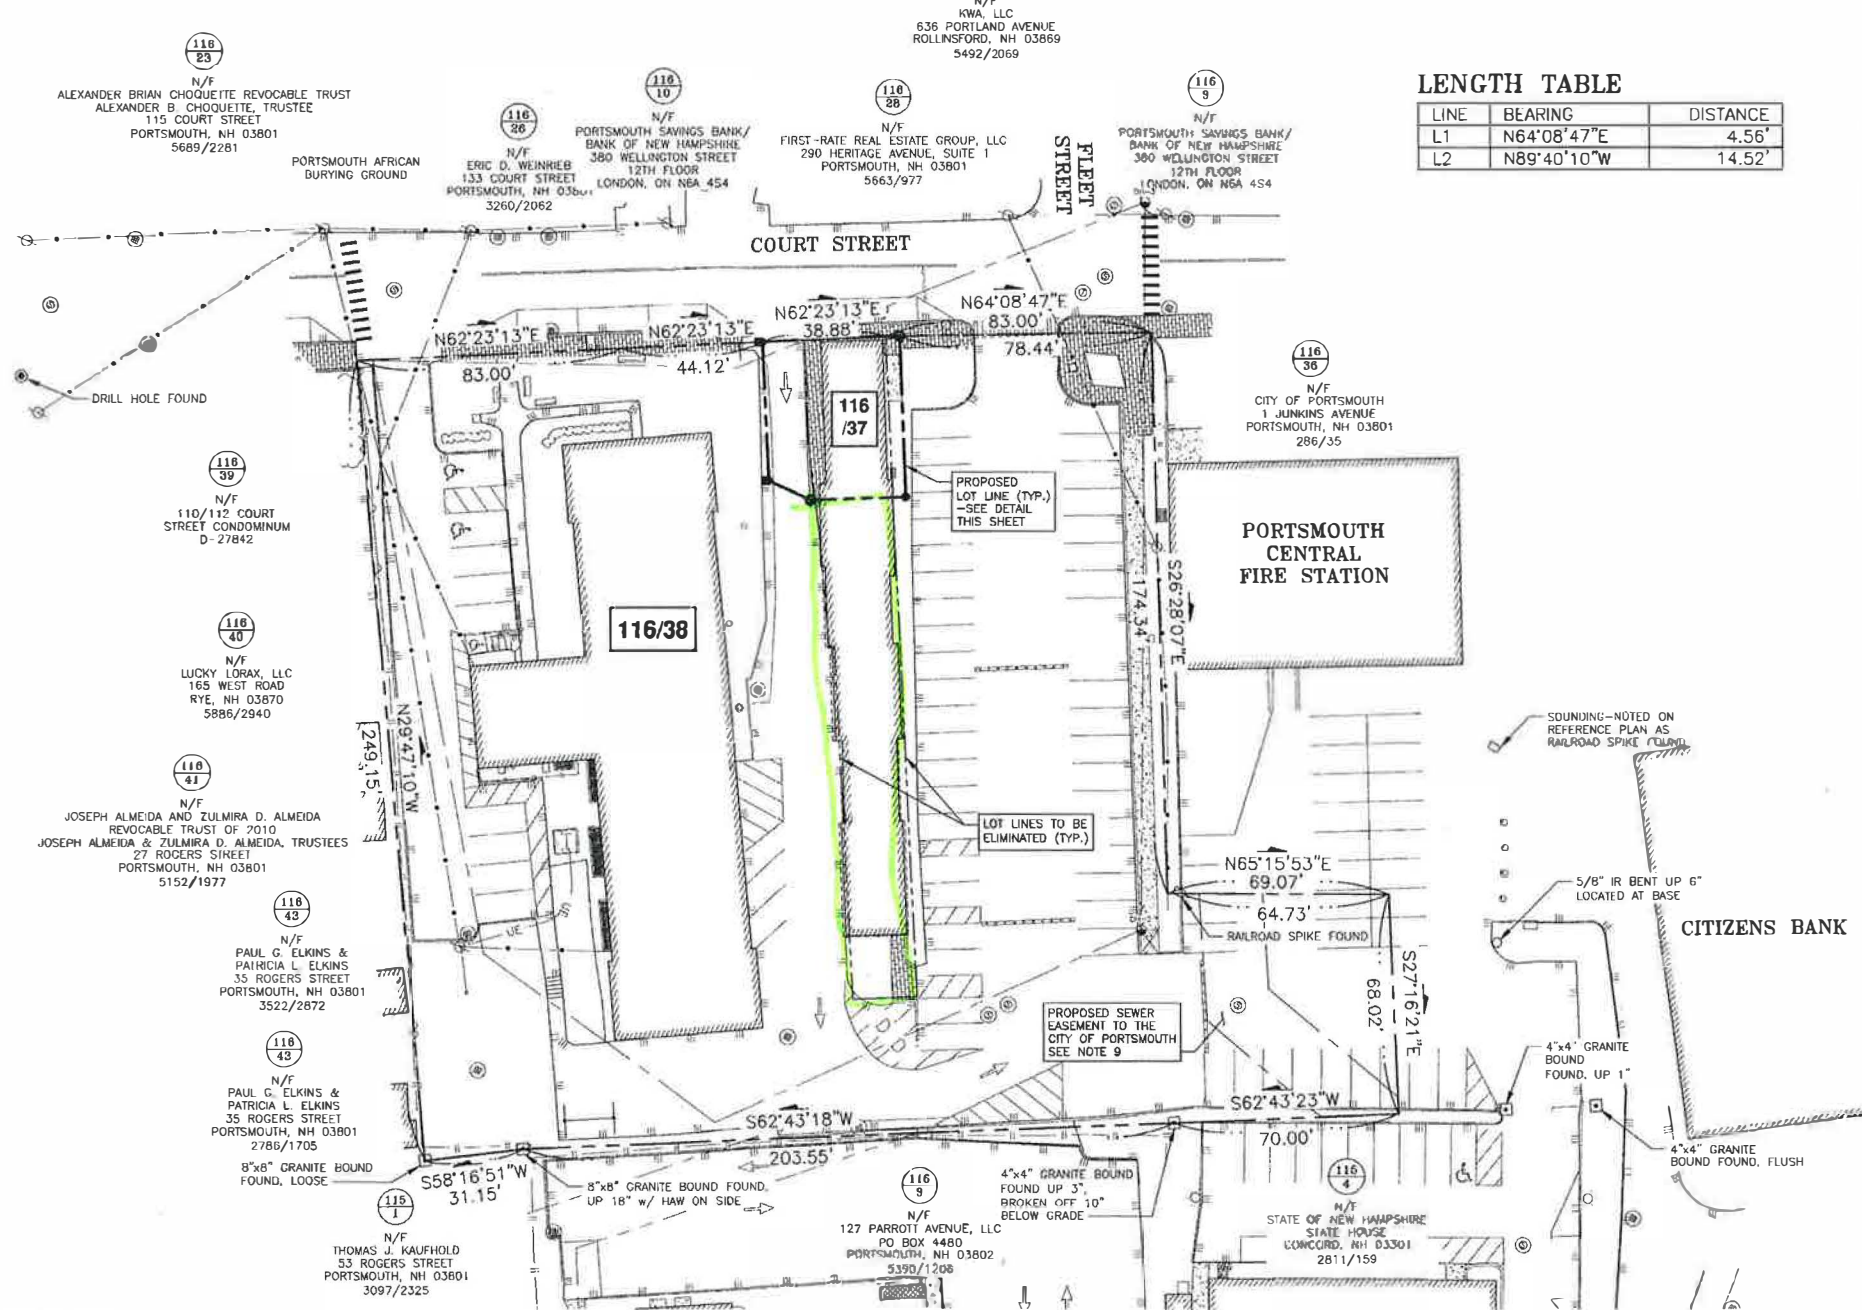 N/F
KWA, LLC
636 PORTLAND AVENUE
ROLLINSFORD, NH 03869
5492/2069
116
23
N/F
ALEXANDER BRIAN CHOQUETTE REVOCABLE TRUST
ALEXANDER B. CHOQUETTE, TRUSTEE
115 COURT STREET
PORTSMOUTH, NH 03801
5689/2281
PORTSMOUTH AFRICAN
BURYING GROUND
116
26
N/F
ERIC D. WEINRIEB
133 COURT STREET
PORTSMOUTH, NH 03801
3260/2062
116
10
N/F
PORTSMOUTH SAVINGS BANK/
BANK OF NEW HAMPSHIRE
380 WELLINGTON STREET
12TH FLOOR
LONDON, ON N6A 4S4
116
28
N/F
FIRST-RATE REAL ESTATE GROUP, LLC
290 HERITAGE AVENUE, SUITE 1
PORTSMOUTH, NH 03801
5663/977
FLEET
STREET
116
9
N/F
PORTSMOUTH SAVINGS BANK/
BANK OF NEW HAMPSHIRE
380 WELLINGTON STREET
12TH FLOOR
LONDON, ON N6A 4S4
LENGTH TABLE
LINE BEARING DISTANCE
L1 N64°08'47"E 4.56'
L2 N89°40'10"W 14.52'
COURT STREET
N62°23'13"E
83.00'
N62°23'13"E
44.12'
N62°23'13"E
38.88'
N64°08'47"E
83.00'
78.44'
DRILL HOLE FOUND
116
/37
116
36
N/F
CITY OF PORTSMOUTH
1 JUNKINS AVENUE
PORTSMOUTH, NH 03801
286/35
116
39
N/F
110/112 COURT
STREET CONDOMINUM
D-27842
PROPOSED
LOT LINE (TYP.)
-SEE DETAIL
THIS SHEET
PORTSMOUTH
CENTRAL
FIRE STATION
S26°28'07"E
174.34'
116/38
116
40
N/F
LUCKY LORAX, LLC
165 WEST ROAD
RYE, NH 03870
5886/2940
N29°47'10"W
249.15'
SOUNDING-NOTED ON
REFERENCE PLAN AS
RAILROAD SPIKE FOUND
116
41
N/F
JOSEPH ALMEIDA AND ZULMIRA D. ALMEIDA
REVOCABLE TRUST OF 2010
JOSEPH ALMEIDA & ZULMIRA D. ALMEIDA, TRUSTEES
27 ROGERS STREET
PORTSMOUTH, NH 03801
5152/1977
LOT LINES TO BE
ELIMINATED (TYP.)
N65°15'53"E
69.07'
64.73'
RAILROAD SPIKE FOUND
5/8" IR BENT UP 6"
LOCATED AT BASE
CITIZENS BANK
UE
UE
116
43
N/F
PAUL G. ELKINS &
PATRICIA L. ELKINS
35 ROGERS STREET
PORTSMOUTH, NH 03801
3522/2872
S27°16'21"E
68.02'
PROPOSED SEWER
EASEMENT TO THE
CITY OF PORTSMOUTH
SEE NOTE 9
4"x4" GRANITE
BOUND
FOUND, UP 1"
116
43
N/F
PAUL G. ELKINS &
PATRICIA L. ELKINS
35 ROGERS STREET
PORTSMOUTH, NH 03801
2786/1705
S62°43'18"W
203.55'
S62°43'23"W
70.00'
4"x4" GRANITE
BOUND FOUND, FLUSH
8"x8" GRANITE BOUND
FOUND, LOOSE
S58°16'51"W
31.15'
8"x8" GRANITE BOUND FOUND,
UP 18" w/ HAW ON SIDE
4"x4" GRANITE BOUND
FOUND UP 3",
BROKEN OFF 10"
BELOW GRADE
115
1
N/F
THOMAS J. KAUFHOLD
53 ROGERS STREET
PORTSMOUTH, NH 03801
3097/2325
116
9
N/F
127 PARROTT AVENUE, LLC
PO BOX 4480
PORTSMOUTH, NH 03802
5390/1206
116
4
N/F
STATE OF NEW HAMPSHIRE
STATE HOUSE
CONCORD, NH 03301
2811/159